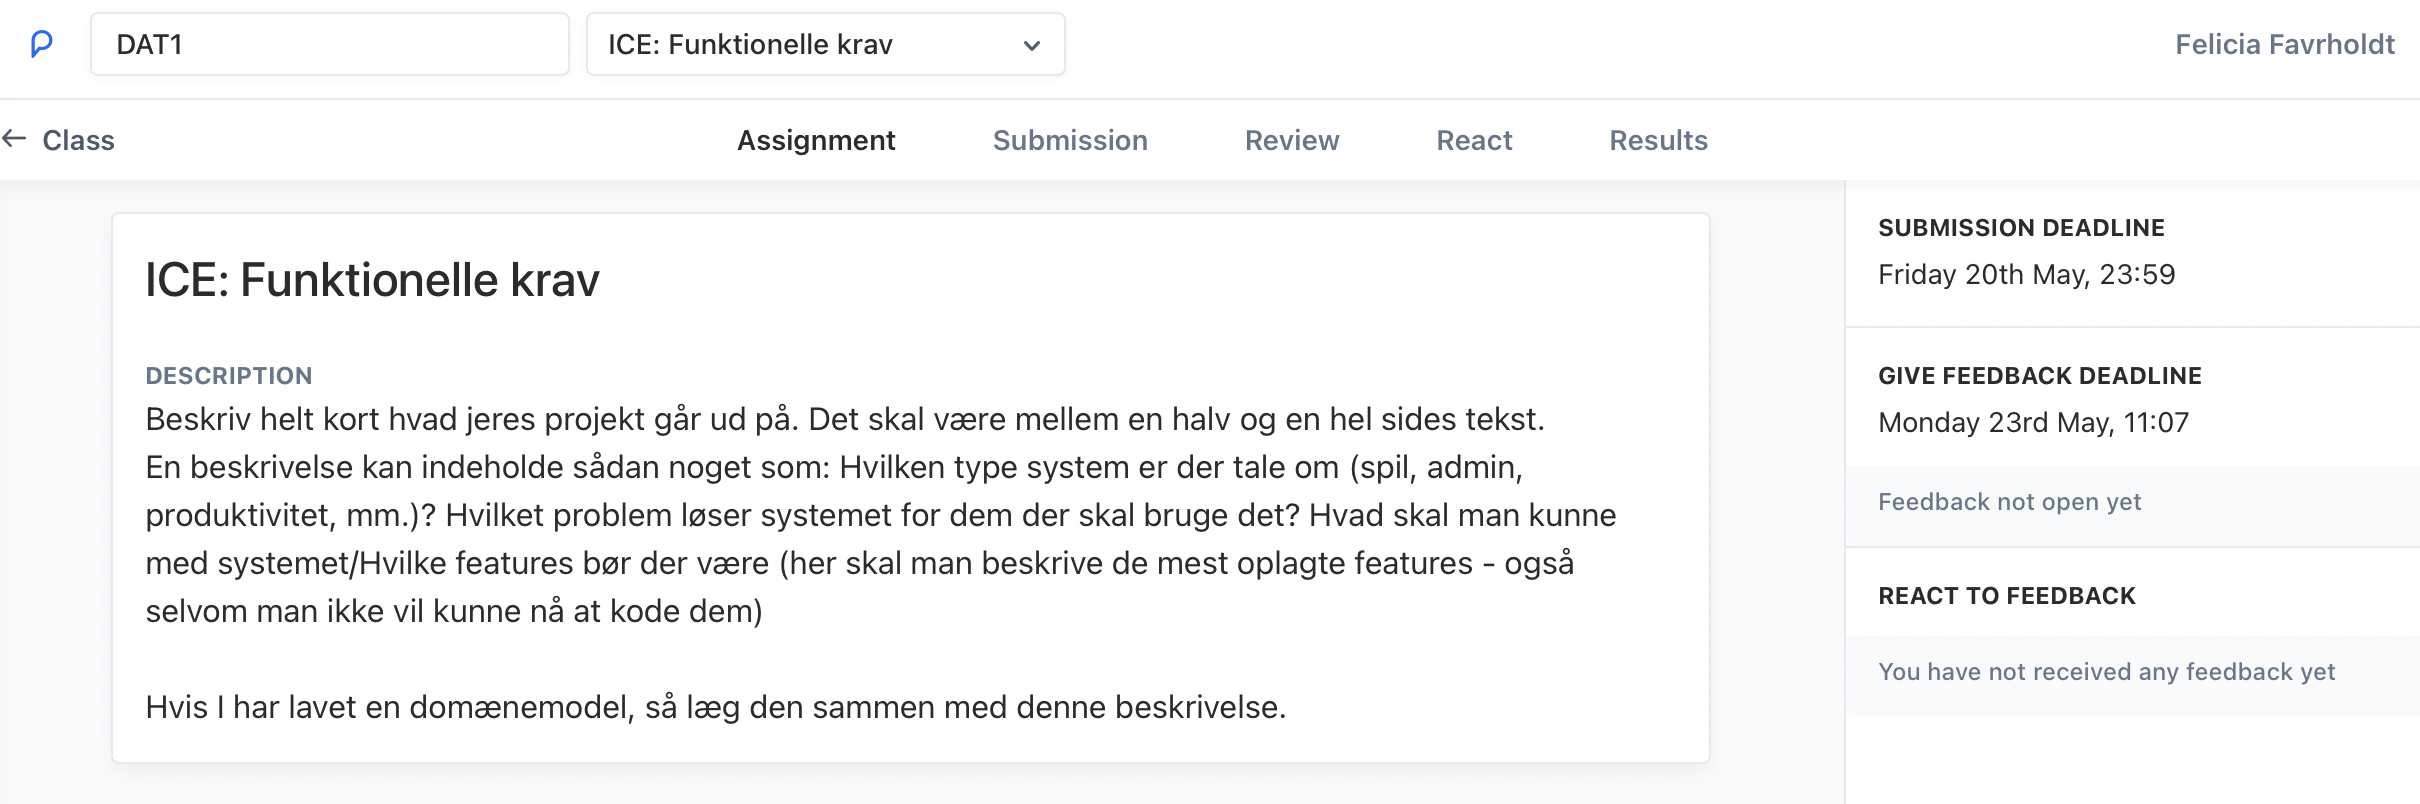 DAT1
ICE: Funktionelle krav
Felicia Favrholdt
Class
Assignment
Submission
Review
React
Results
ICE: Funktionelle krav
DESCRIPTION
Beskriv helt kort hvad jeres projekt går ud på. Det skal være mellem en halv og en hel sides tekst.
En beskrivelse kan indeholde sådan noget som: Hvilken type system er der tale om (spil, admin,
produktivitet, mm.)? Hvilket problem løser systemet for dem der skal bruge det? Hvad skal man kunne
med systemet/Hvilke features bør der være (her skal man beskrive de mest oplagte features - også
selvom man ikke vil kunne nå at kode dem)
Hvis I har lavet en domænemodel, så læg den sammen med denne beskrivelse.
SUBMISSION DEADLINE
Friday 20th May, 23:59
GIVE FEEDBACK DEADLINE
Monday 23rd May, 11:07
Feedback not open yet
REACT TO FEEDBACK
You have not received any feedback yet